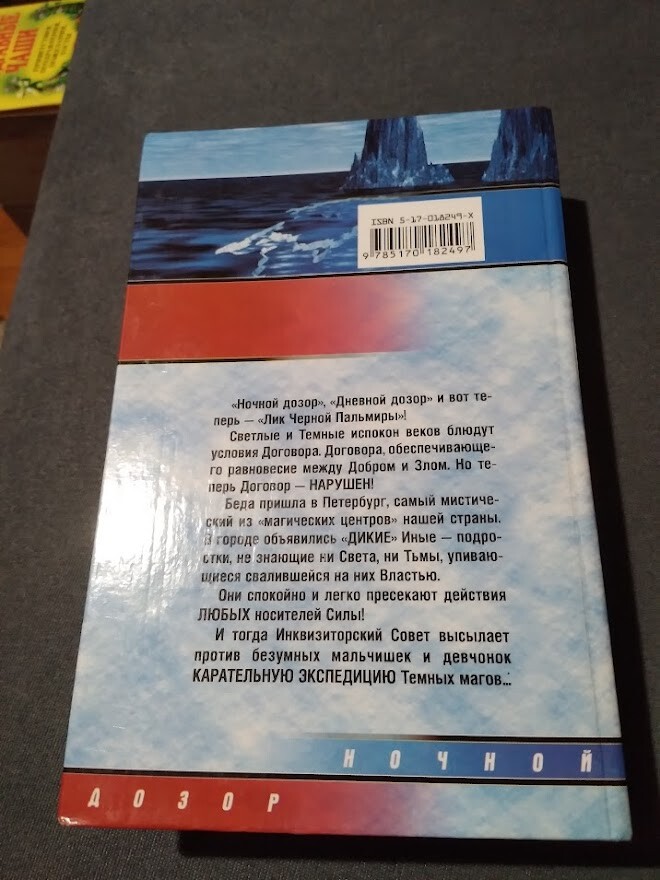 ЧАШИ
ISBN 5-17-018249-X
9 785170 182497
«Ночной дозор», «Дневной дозор» и вот те-
перь — «Лик Черной Пальмиры»!
Светлые и Темные испокон веков блюдут
условия Договора. Договора, обеспечивающе-
го равновесие между Добром и Злом. Но те-
перь Договор — НАРУШЕН!
Беда пришла в Петербург, самый мистиче-
ский из «магических центров» нашей страны.
В городе объявились «ДИКИЕ» Иные — подро-
стки, не знающие ни Света, ни Тьмы, упиваю-
щиеся свалившейся на них Властью.
Они спокойно и легко пресекают действия
ЛЮБЫХ носителей Силы!
И тогда Инквизиторский Совет высылает
против безумных мальчишек и девчонок
КАРАТЕЛЬНУЮ ЭКСПЕДИЦИЮ Темных магов...
НОЧНОЙ
ДОЗОР